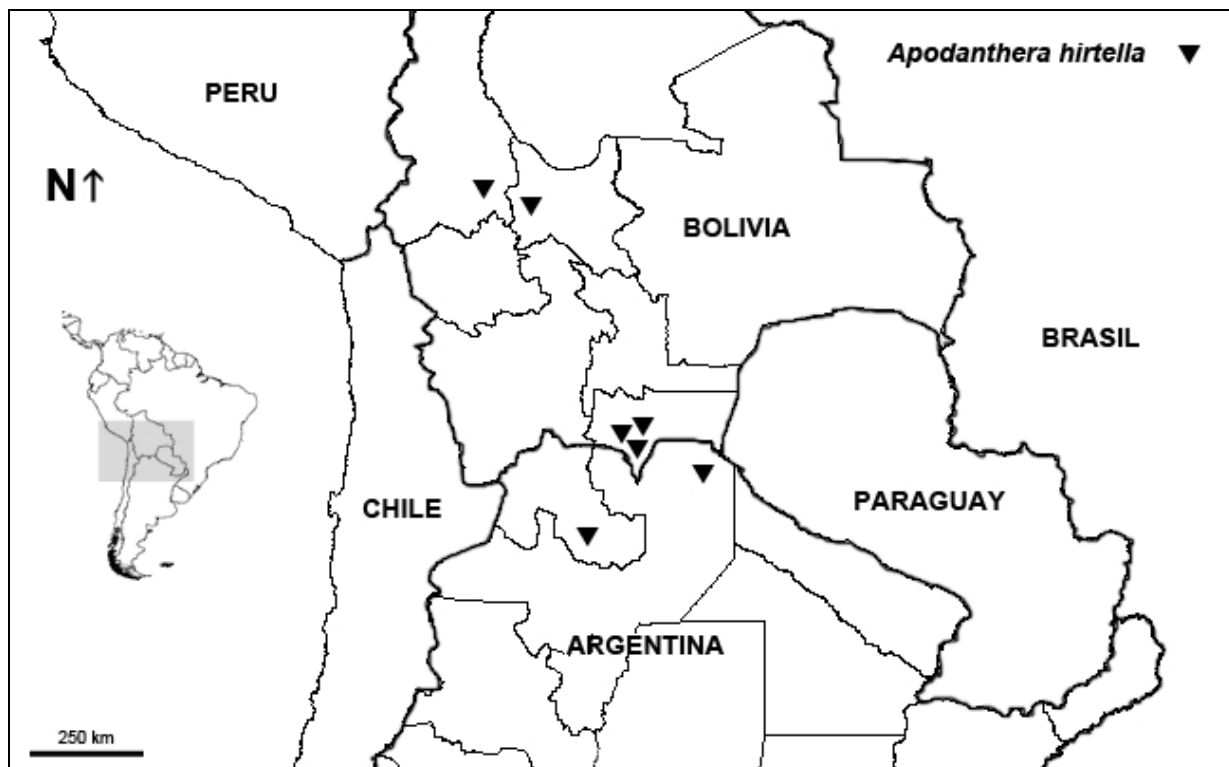 Apodanthera hirtella ▼
PERU
N↑
BOLIVIA
BRASIL
CHILE
PARAGUAY
ARGENTINA
250 km